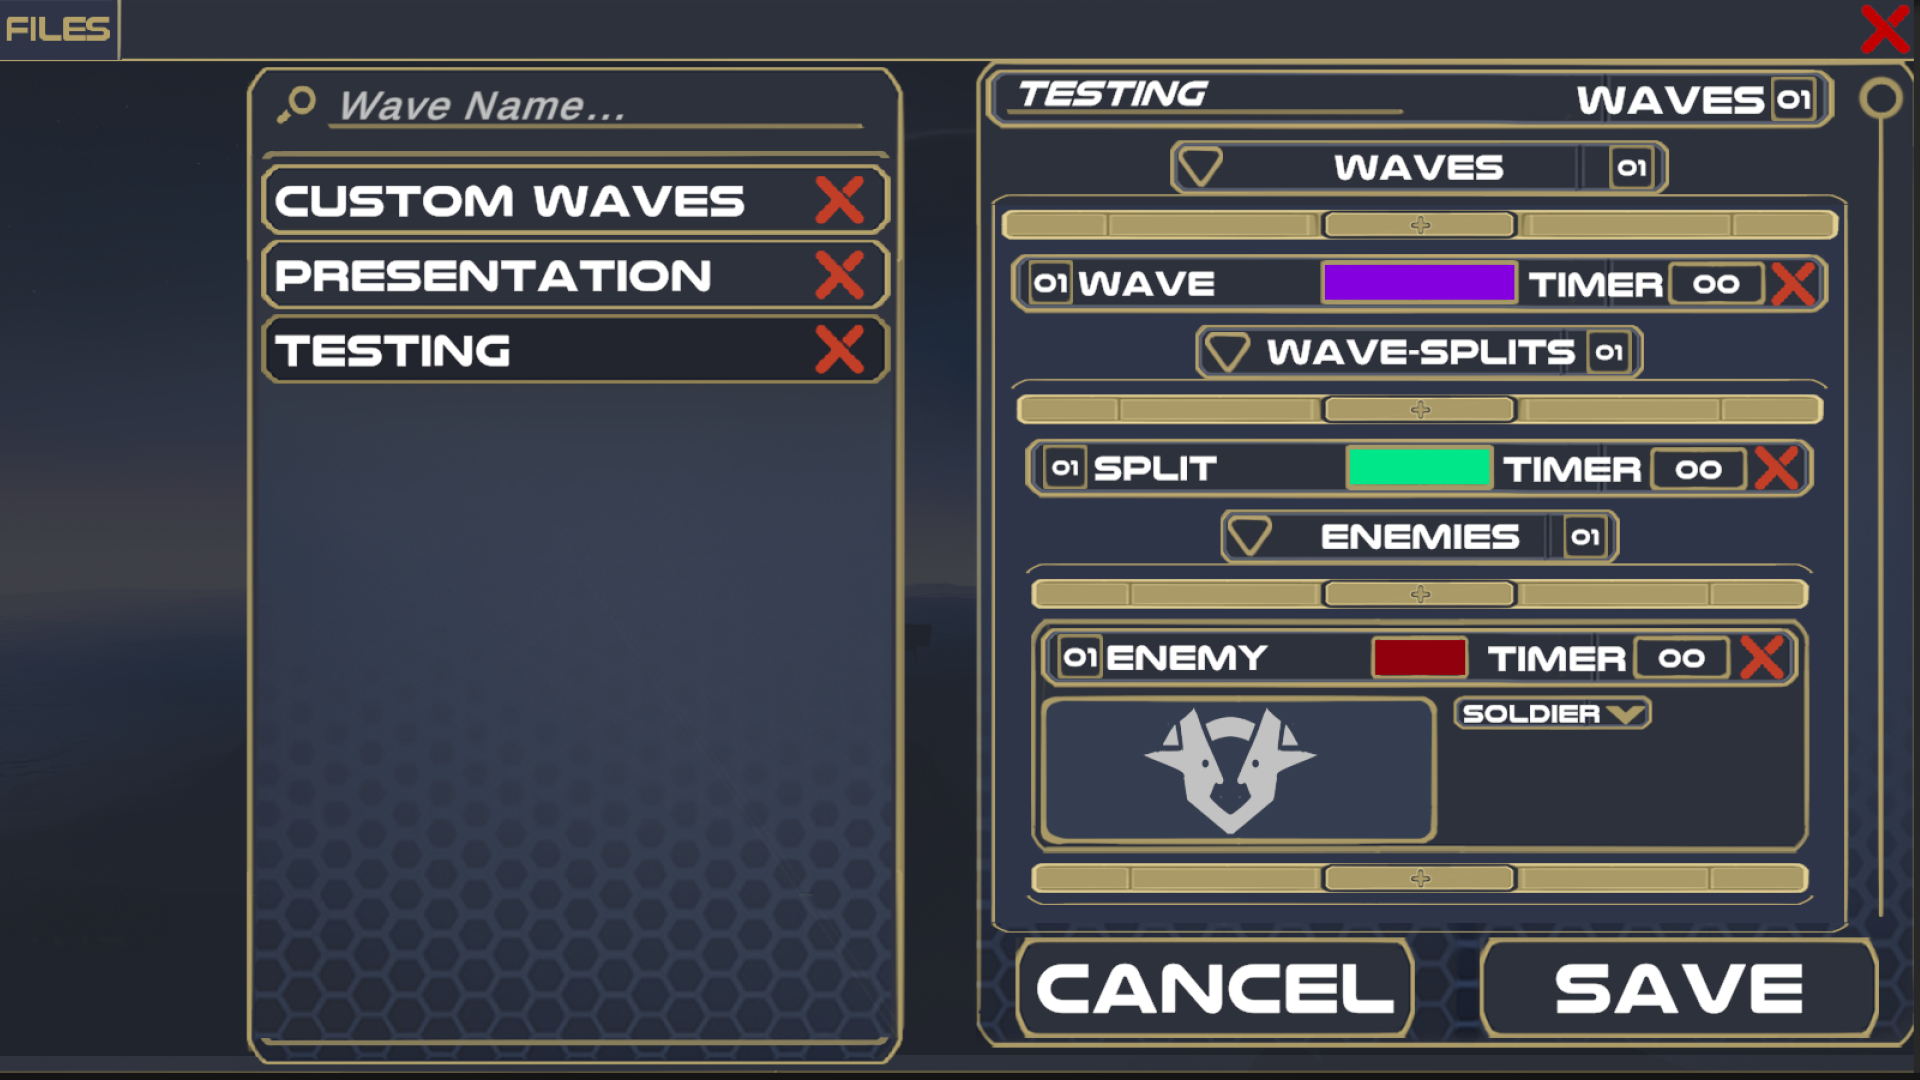 FILES
Wave Name...
CUSTOM WAVES
PRESENTATION
TESTING
TESTING WAVES 01
WAVES 01
01 WAVE TIMER 00
WAVE-SPLITS 01
01 SPLIT TIMER 00
ENEMIES 01
01 ENEMY TIMER 00
SOLDIER
CANCEL SAVE